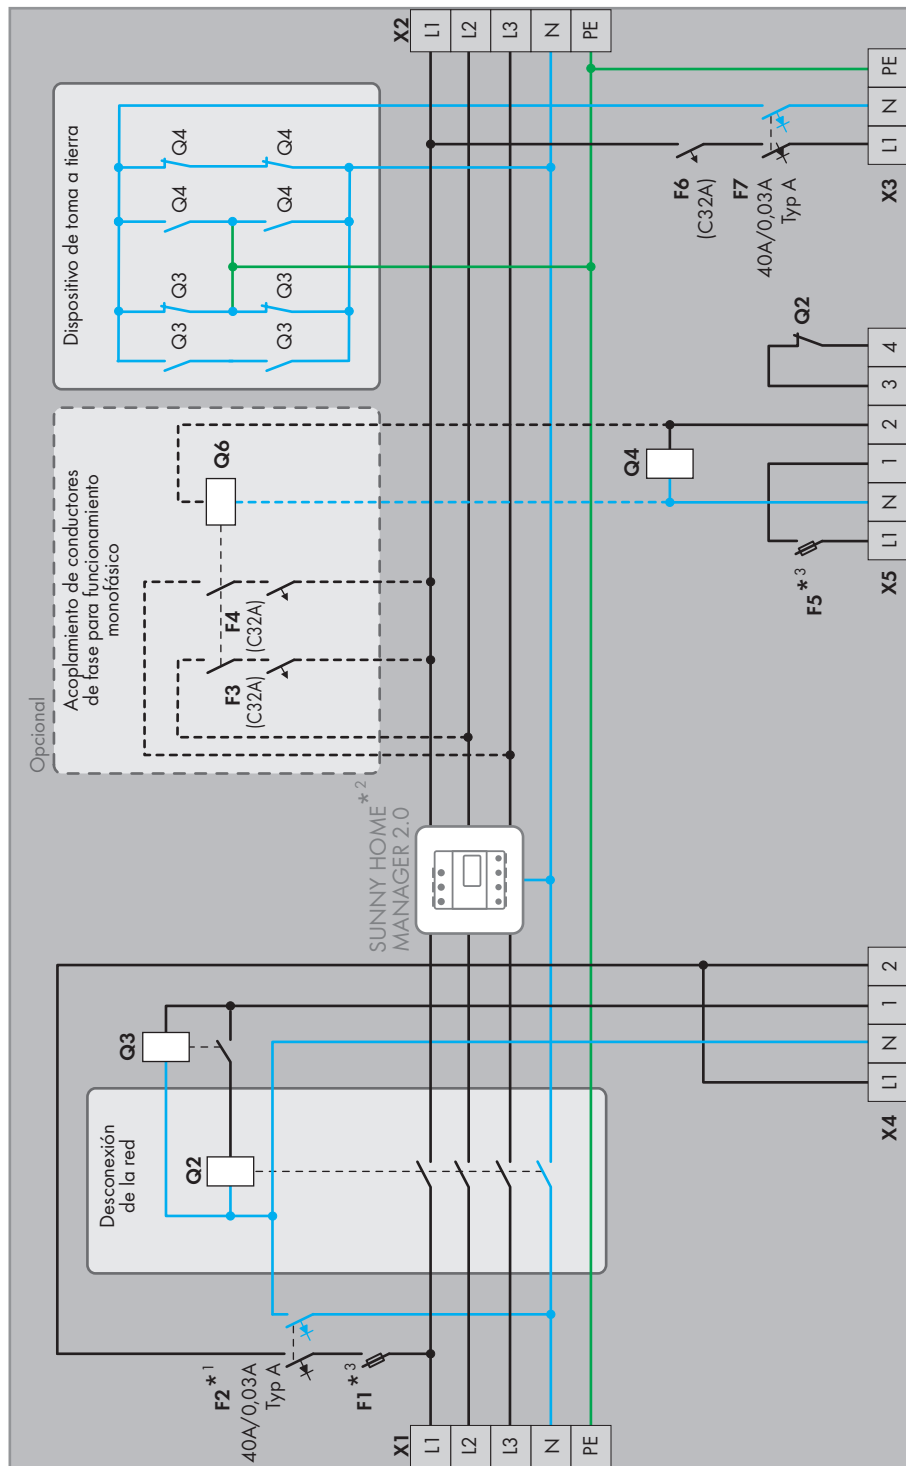 X1
L1
L2
L3
N
PE
F2*1
40A/0,03A
Typ A
F1*3
Desconexión
de la red
Q2
Q3
X4
L1
N
1
2
SUNNY HOME
MANAGER 2.0 *2
Opcional
Acoplamiento de conductores
de fase para funcionamiento
monofásico
F3
(C32A)
F4
(C32A)
Q6
X5
L1
N
1
2
3
4
F5*3
Q4
Q2
Dispositivo de toma a tierra
Q3
Q3
Q4
Q4
Q3
Q3
Q4
Q4
X2
L1
L2
L3
N
PE
F6
(C32A)
F7
40A/0,03A
Typ A
X3
L1
N
PE